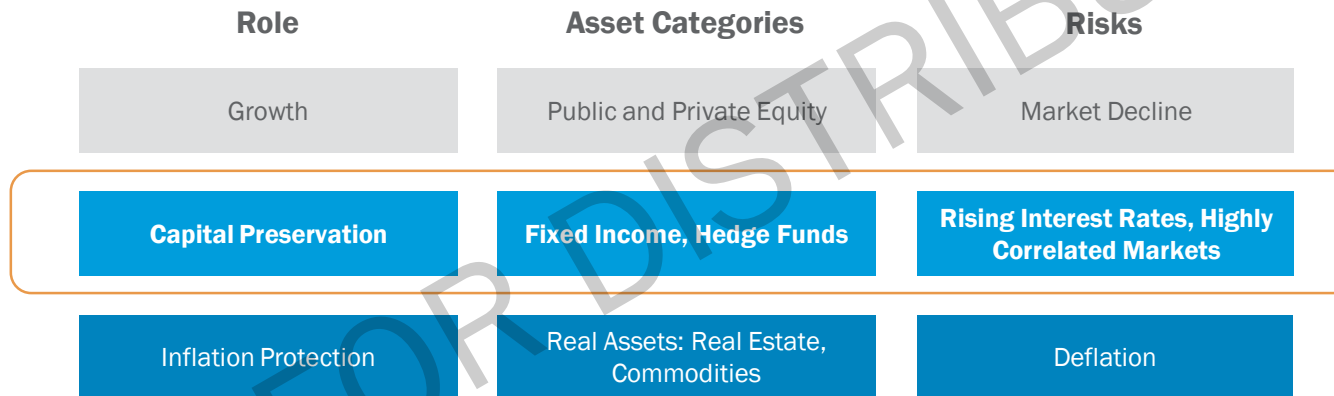 Role
Asset Categories
Risks
Growth
Public and Private Equity
Market Decline
Capital Preservation
Fixed Income, Hedge Funds
Rising Interest Rates, Highly
Correlated Markets
Inflation Protection
Real Assets: Real Estate,
Commodities
Deflation
FOR DISTRIB